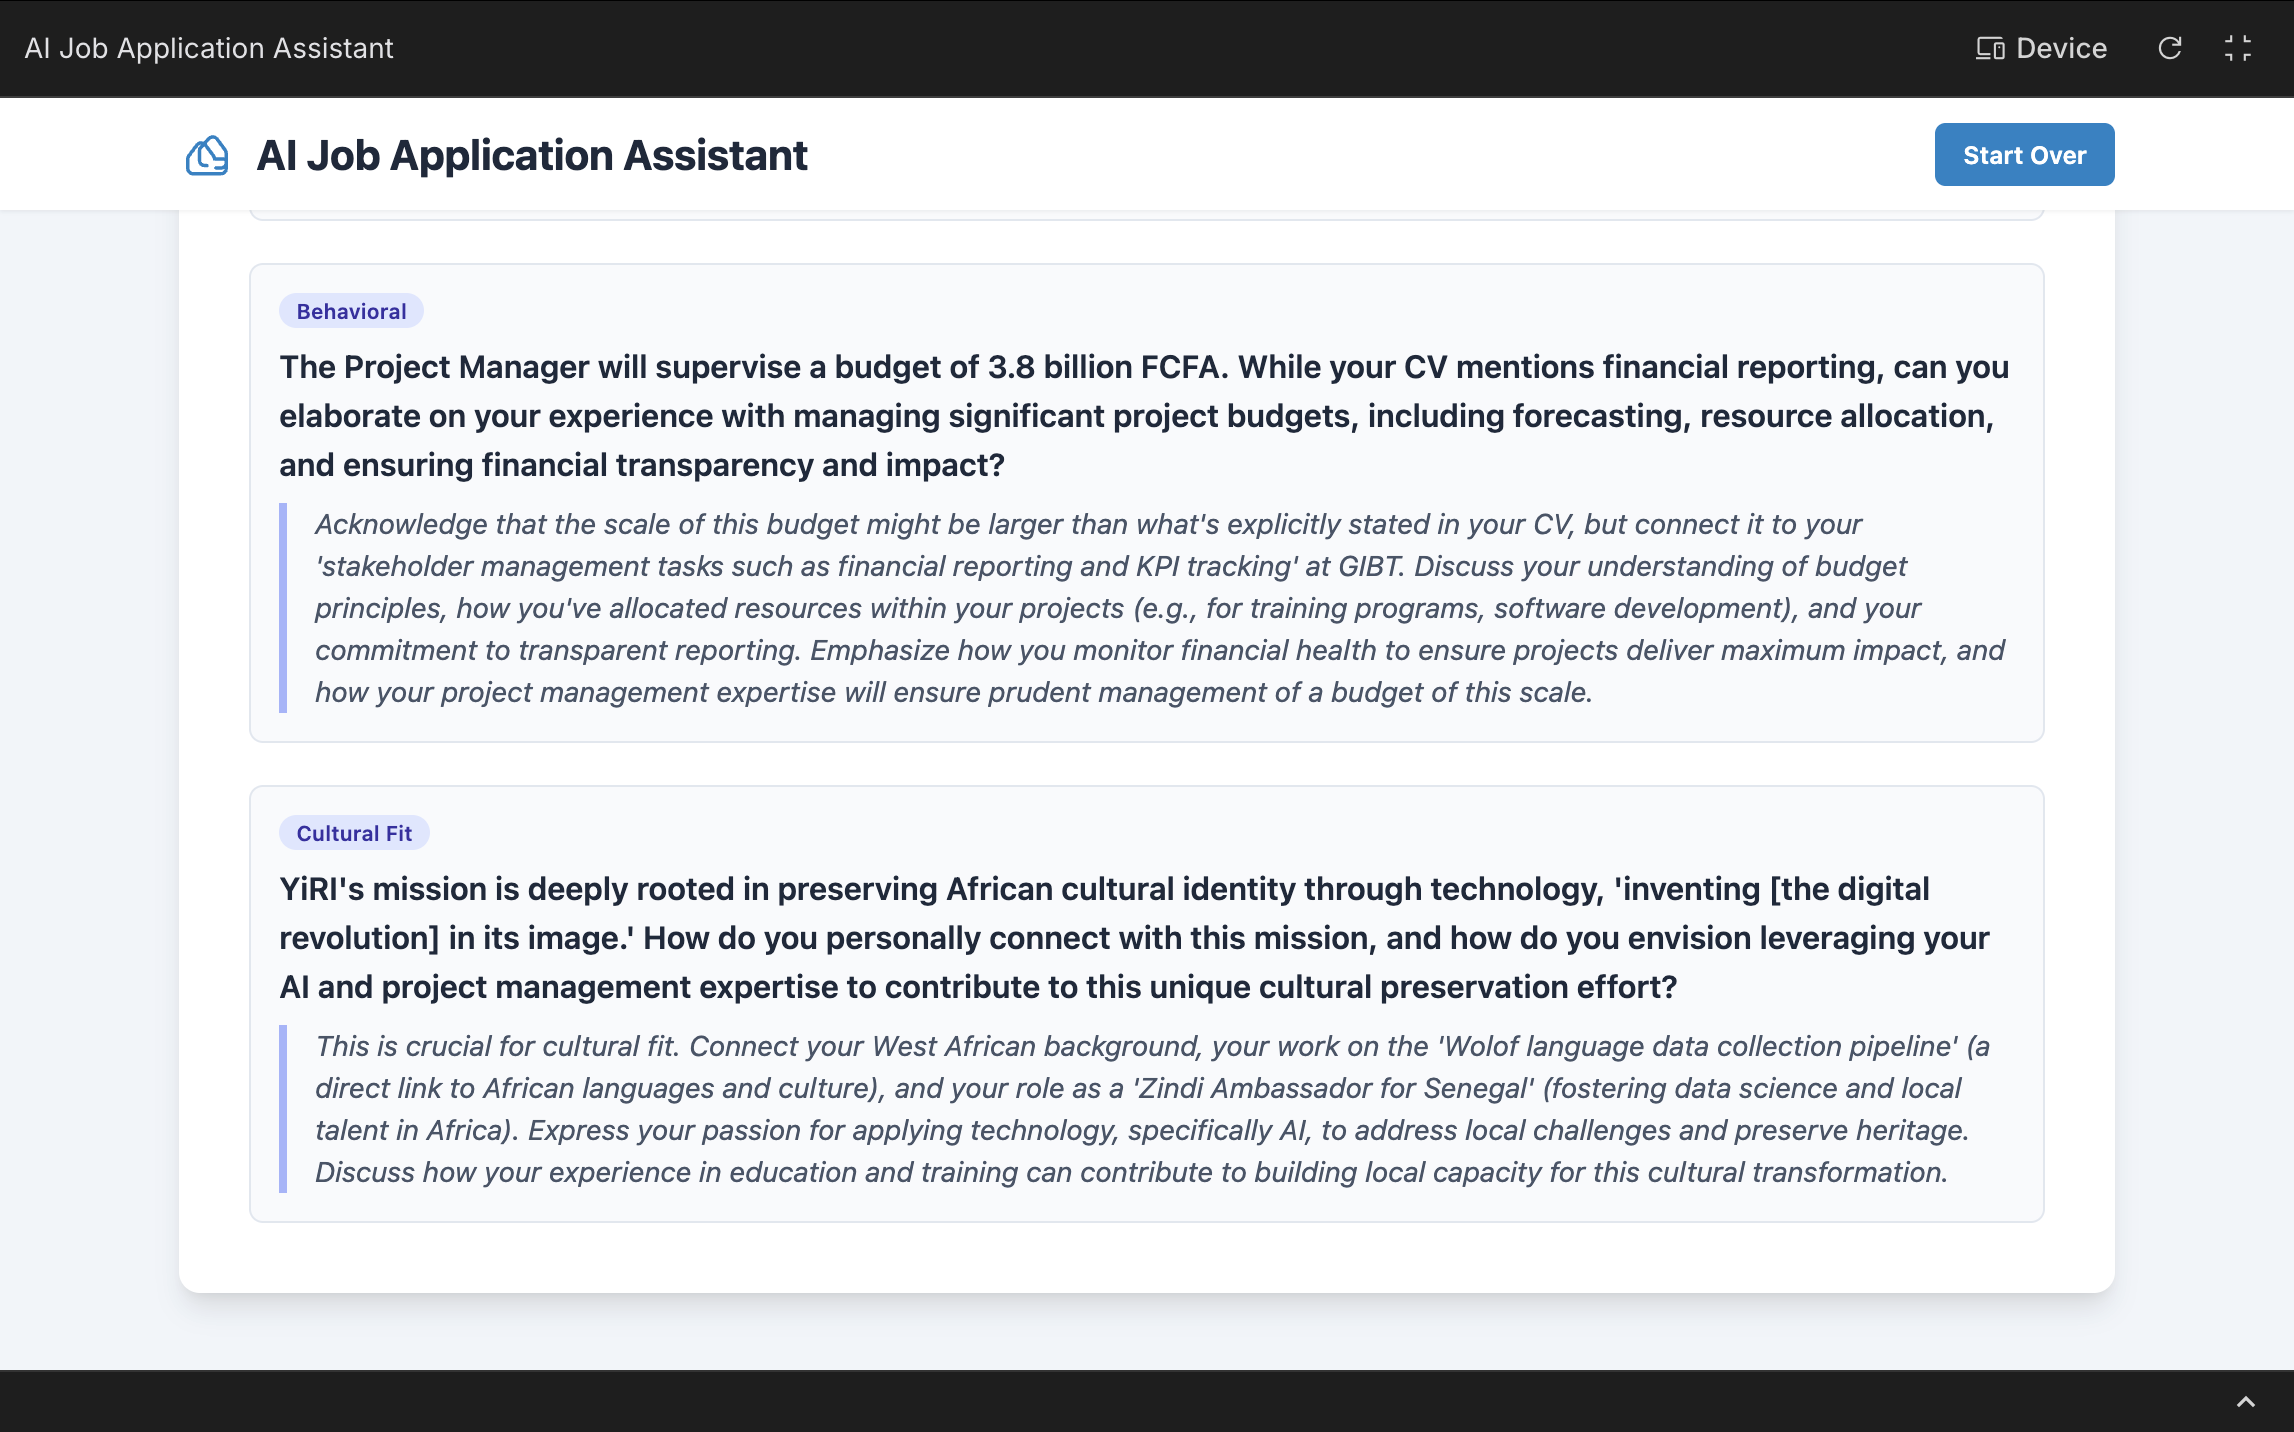 AI Job Application Assistant
Device
AI Job Application Assistant
Start Over
Behavioral
The Project Manager will supervise a budget of 3.8 billion FCFA. While your CV mentions financial reporting, can you
elaborate on your experience with managing significant project budgets, including forecasting, resource allocation,
and ensuring financial transparency and impact?
Acknowledge that the scale of this budget might be larger than what's explicitly stated in your CV, but connect it to your
'stakeholder management tasks such as financial reporting and KPI tracking' at GIBT. Discuss your understanding of budget
principles, how you've allocated resources within your projects (e.g., for training programs, software development), and your
commitment to transparent reporting. Emphasize how you monitor financial health to ensure projects deliver maximum impact, and
how your project management expertise will ensure prudent management of a budget of this scale.
Cultural Fit
YiRI's mission is deeply rooted in preserving African cultural identity through technology, 'inventing [the digital
revolution] in its image.' How do you personally connect with this mission, and how do you envision leveraging your
AI and project management expertise to contribute to this unique cultural preservation effort?
This is crucial for cultural fit. Connect your West African background, your work on the 'Wolof language data collection pipeline' (a
direct link to African languages and culture), and your role as a 'Zindi Ambassador for Senegal' (fostering data science and local
talent in Africa). Express your passion for applying technology, specifically AI, to address local challenges and preserve heritage.
Discuss how your experience in education and training can contribute to building local capacity for this cultural transformation.